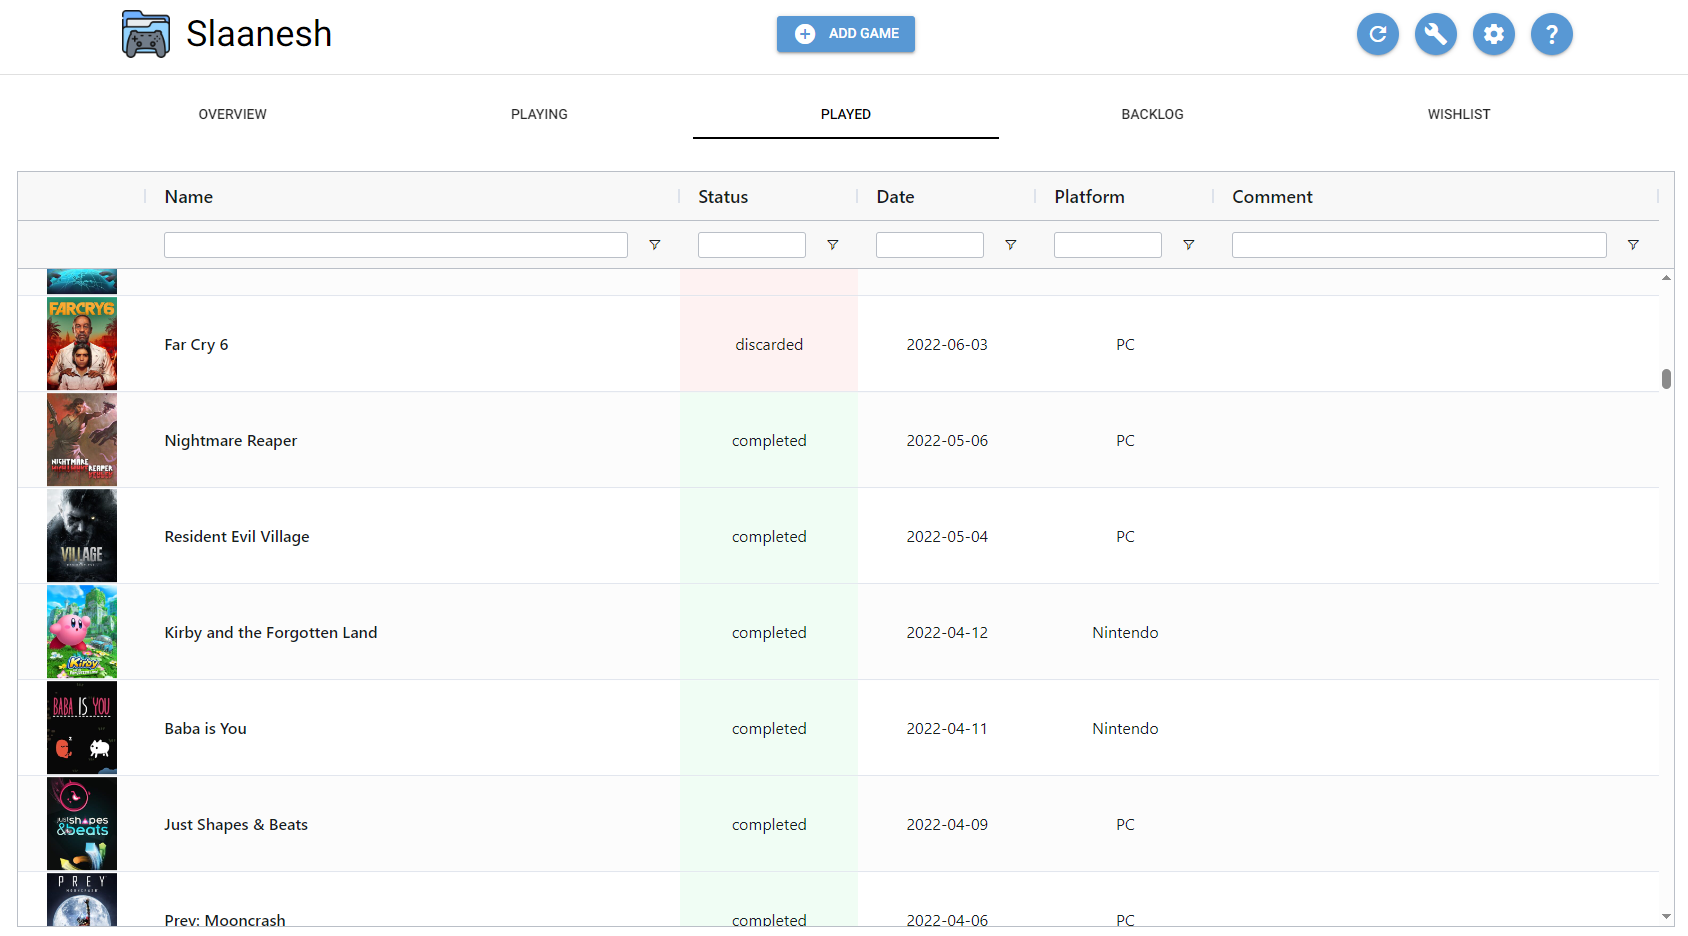 Slaanesh
ADD GAME
?
OVERVIEW PLAYING PLAYED BACKLOG WISHLIST
Name Status Date Platform Comment
FARCRY6
Far Cry 6 discarded 2022-06-03 PC
NIGHTMARE REAPER
Nightmare Reaper completed 2022-05-06 PC
VILLAGE
Resident Evil Village completed 2022-05-04 PC
Kirby
Kirby and the Forgotten Land completed 2022-04-12 Nintendo
BABA IS YOU
Baba is You completed 2022-04-11 Nintendo
just shapes
&beats
Just Shapes & Beats completed 2022-04-09 PC
PREY
MOONCRASH
Prey: Mooncrash completed 2022-04-06 PC